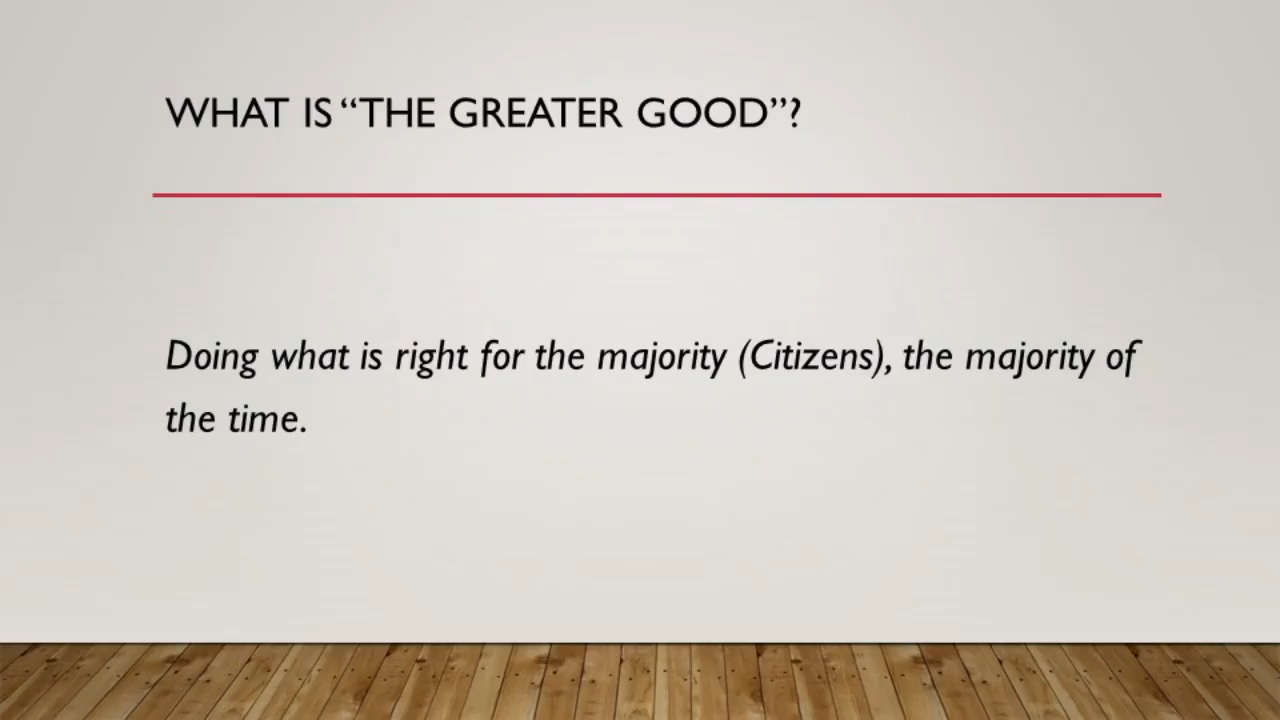 WHAT IS “THE GREATER GOOD”?
Doing what is right for the majority (Citizens), the majority of
the time.